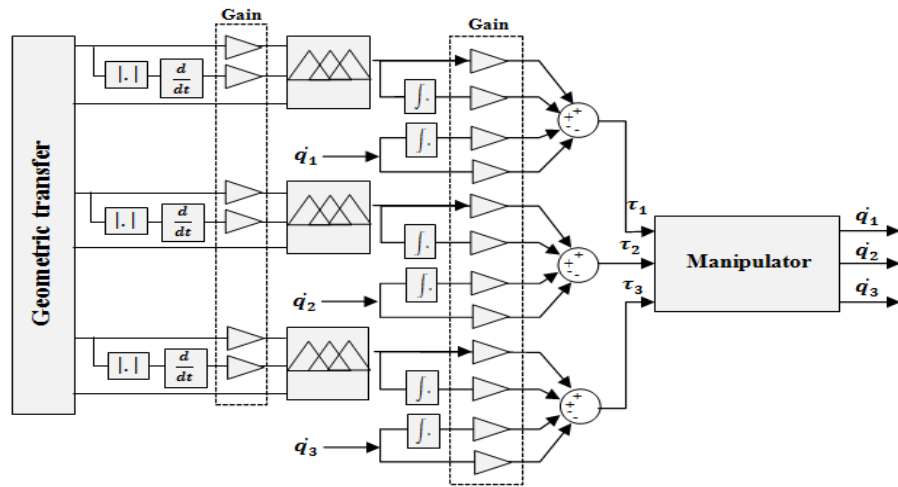 Gain
Gain
Geometric transfer
|.|
d/dt
∫.
∫.
q̇1
+
+
-
-
|.|
d/dt
∫.
∫.
q̇2
+
+
-
-
|.|
d/dt
∫.
∫.
q̇3
+
+
-
-
τ1
τ2
τ3
Manipulator
q̇1
q̇2
q̇3